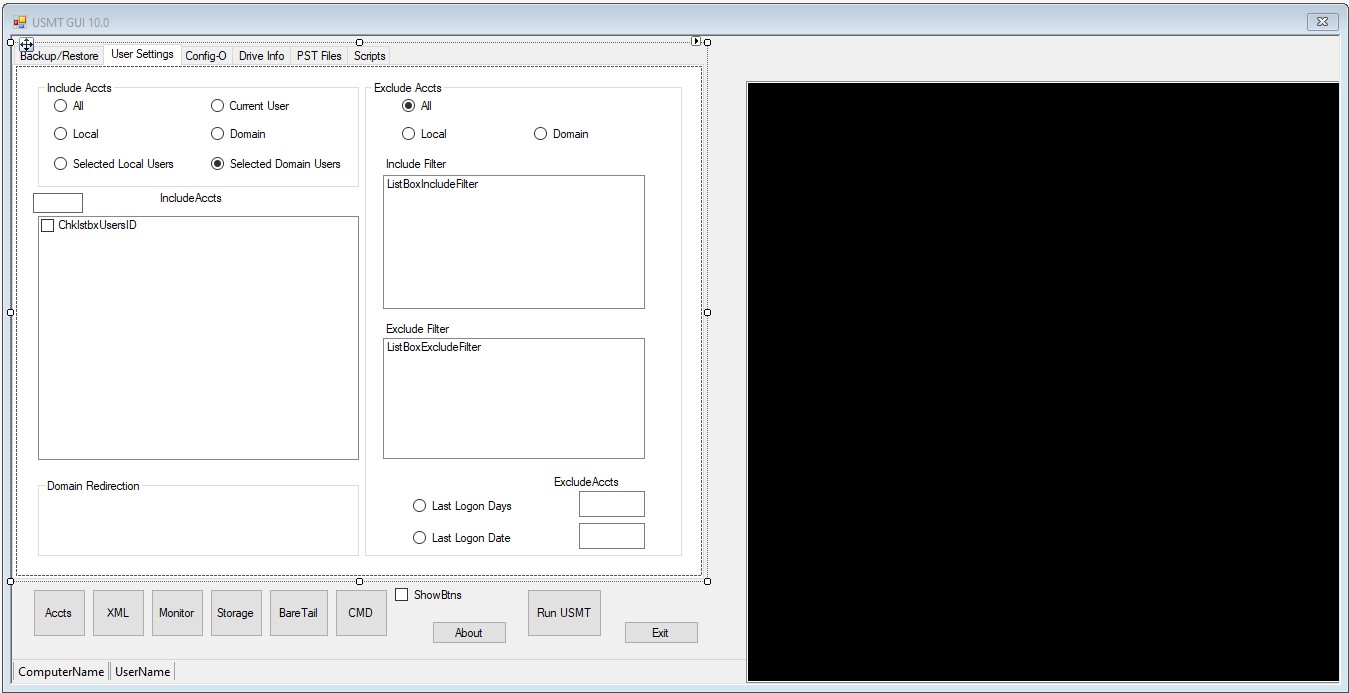 USMT GUI 10.0
Backup/Restore User Settings Config-O Drive Info PST Files Scripts
Include Accts
All Current User
Local Domain
Selected Local Users Selected Domain Users
IncludeAccts
ChklstbxUsersID
Domain Redirection
Exclude Accts
All
Local Domain
Include Filter
ListBoxIncludeFilter
Exclude Filter
ListBoxExcludeFilter
ExcludeAccts
Last Logon Days
Last Logon Date
Accts XML Monitor Storage BareTail CMD
ShowBtns
About
Run USMT
Exit
ComputerName UserName